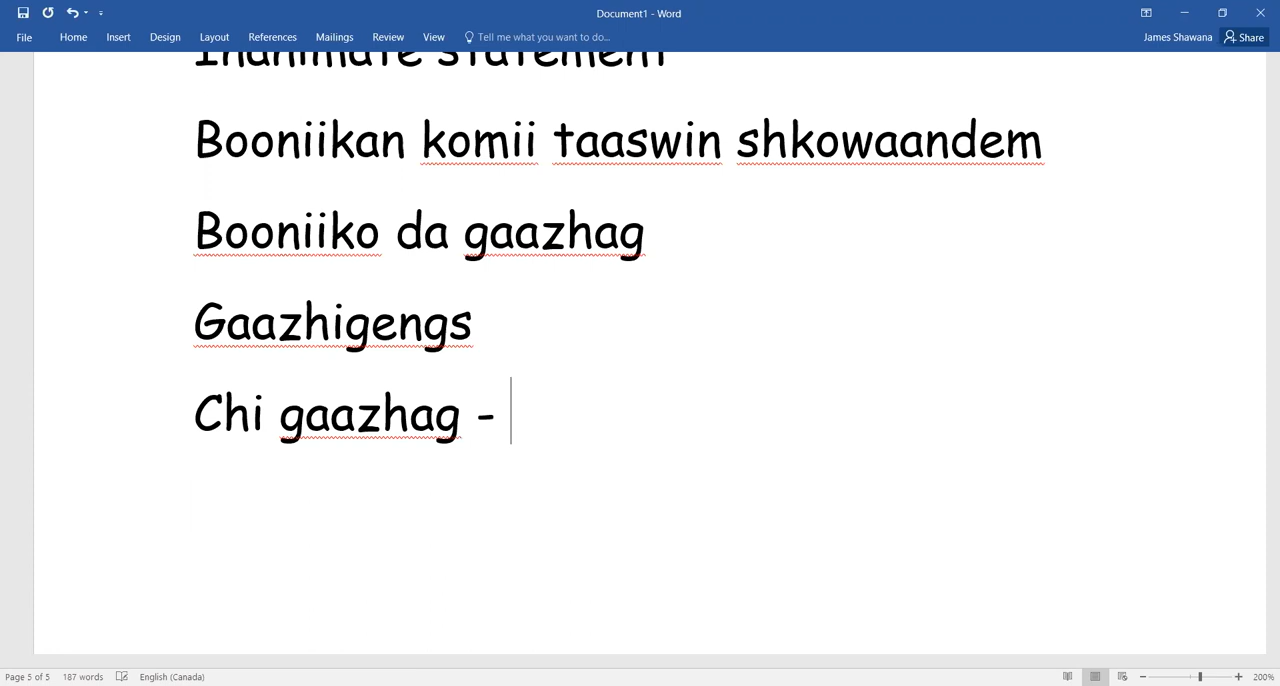 Document1 - Word
File Home Insert Design Layout References Mailings Review View Tell me what you want to do... James Shawana Share
Inanimate statement
Booniikan komii taaswin shkowaandem
Booniiko da gaazhag
Gaazhigengs
Chi gaazhag -
Page 5 of 5 187 words English (Canada) 200%